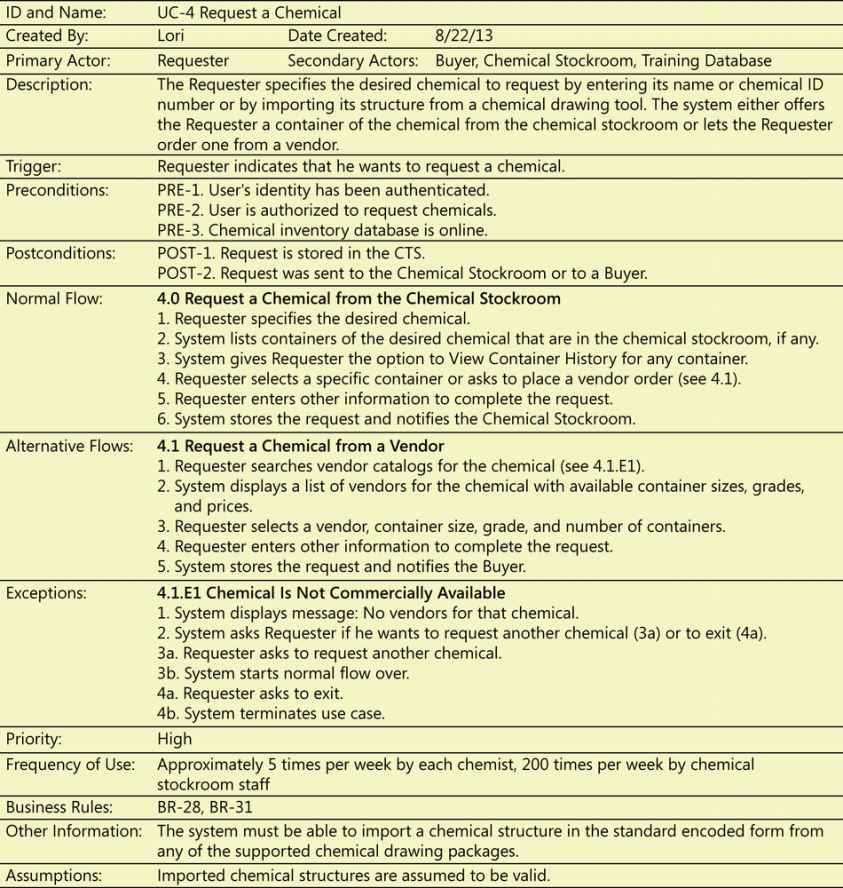 ID and Name: UC-4 Request a Chemical
Created By: Lori Date Created: 8/22/13
Primary Actor: Requester Secondary Actors: Buyer, Chemical Stockroom, Training Database
Description: The Requester specifies the desired chemical to request by entering its name or chemical ID
number or by importing its structure from a chemical drawing tool. The system either offers
the Requester a container of the chemical from the chemical stockroom or lets the Requester
order one from a vendor.
Trigger: Requester indicates that he wants to request a chemical.
Preconditions: PRE-1. User's identity has been authenticated.
PRE-2. User is authorized to request chemicals.
PRE-3. Chemical inventory database is online.
Postconditions: POST-1. Request is stored in the CTS.
POST-2. Request was sent to the Chemical Stockroom or to a Buyer.
Normal Flow: 4.0 Request a Chemical from the Chemical Stockroom
1. Requester specifies the desired chemical.
2. System lists containers of the desired chemical that are in the chemical stockroom, if any.
3. System gives Requester the option to View Container History for any container.
4. Requester selects a specific container or asks to place a vendor order (see 4.1).
5. Requester enters other information to complete the request.
6. System stores the request and notifies the Chemical Stockroom.
Alternative Flows: 4.1 Request a Chemical from a Vendor
1. Requester searches vendor catalogs for the chemical (see 4.1.E1).
2. System displays a list of vendors for the chemical with available container sizes, grades,
and prices.
3. Requester selects a vendor, container size, grade, and number of containers.
4. Requester enters other information to complete the request.
5. System stores the request and notifies the Buyer.
Exceptions: 4.1.E1 Chemical Is Not Commercially Available
1. System displays message: No vendors for that chemical.
2. System asks Requester if he wants to request another chemical (3a) or to exit (4a).
3a. Requester asks to request another chemical.
3b. System starts normal flow over.
4a. Requester asks to exit.
4b. System terminates use case.
Priority: High
Frequency of Use: Approximately 5 times per week by each chemist, 200 times per week by chemical
stockroom staff
Business Rules: BR-28, BR-31
Other Information: The system must be able to import a chemical structure in the standard encoded form from
any of the supported chemical drawing packages.
Assumptions: Imported chemical structures are assumed to be valid.